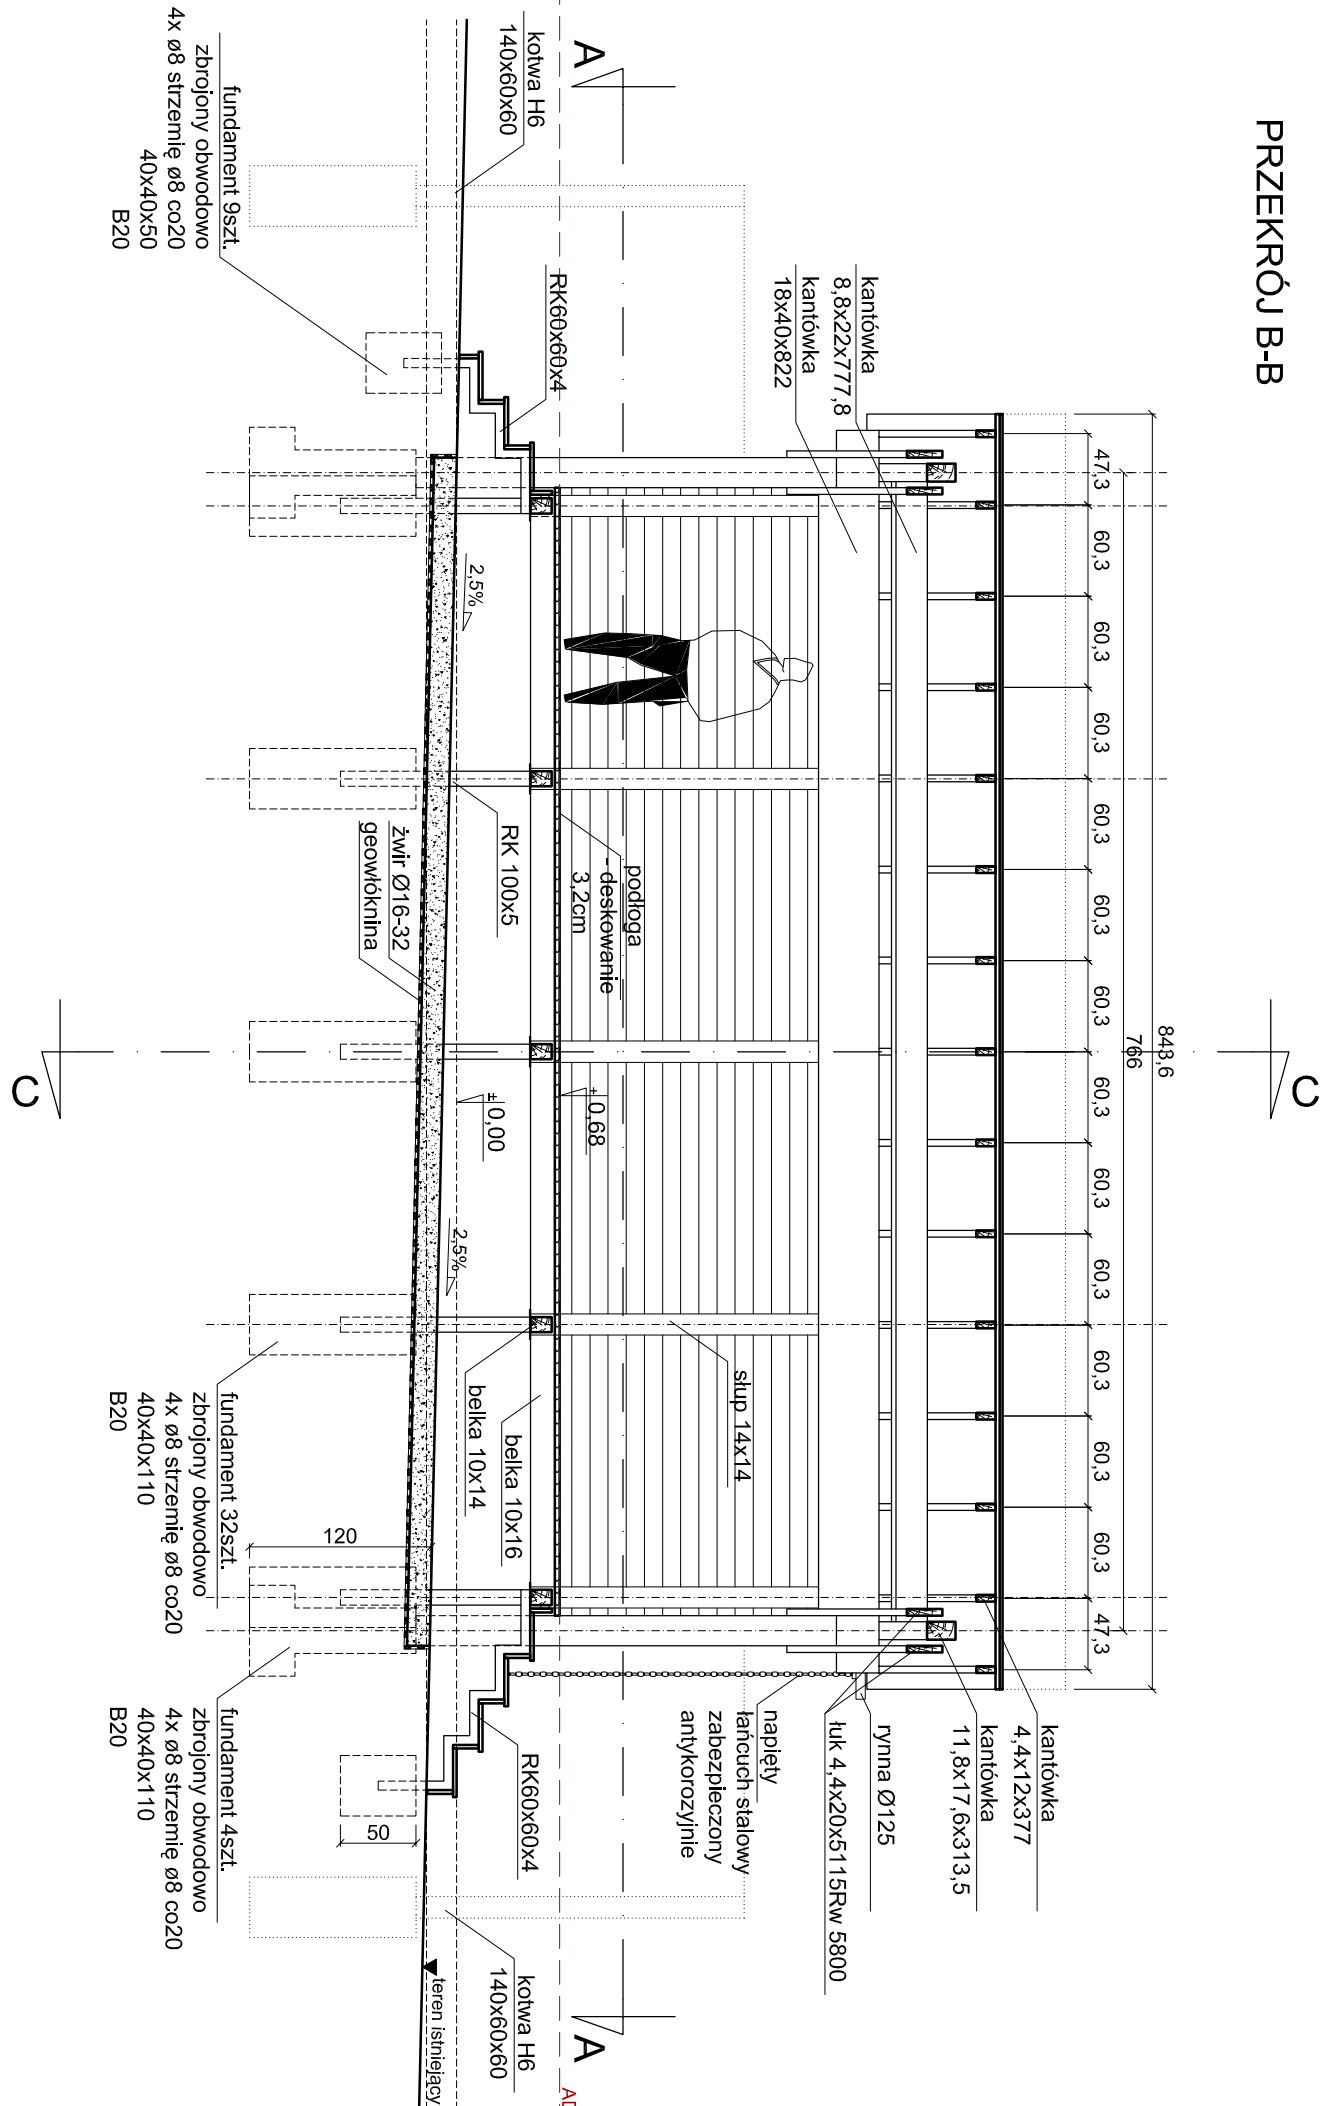 PRZEKRÓJ B-B
C
843,6
766
47,3
60,3
60,3
60,3
60,3
60,3
60,3
60,3
60,3
60,3
60,3
60,3
60,3
47,3
kantówka
8,8x22x777,8
kantówka
18x40x822
kantówka
4,4x12x377
kantówka
11,8x17,6x313,5
rynna Ø125
łuk 4,4x20x5115Rw 5800
napięty
łańcuch stalowy
zabezpieczony
antykorozyjnie
słup 14x14
A
A
kotwa H6
140x60x60
RK60x60x4
podłoga
- deskowanie
3,2cm
± 0,68
± 0,00
2,5%
2,5%
RK 100x5
żwir Ø16-32
geowłóknina
belka 10x16
belka 10x14
RK60x60x4
kotwa H6
140x60x60
teren istniejący
fundament 9szt.
zbrojony obwodowo
4x ø8 strzemię ø8 co20
40x40x50
B20
fundament 32szt.
zbrojony obwodowo
4x ø8 strzemię ø8 co20
40x40x110
B20
120
50
fundament 4szt.
zbrojony obwodowo
4x ø8 strzemię ø8 co20
40x40x110
B20
C